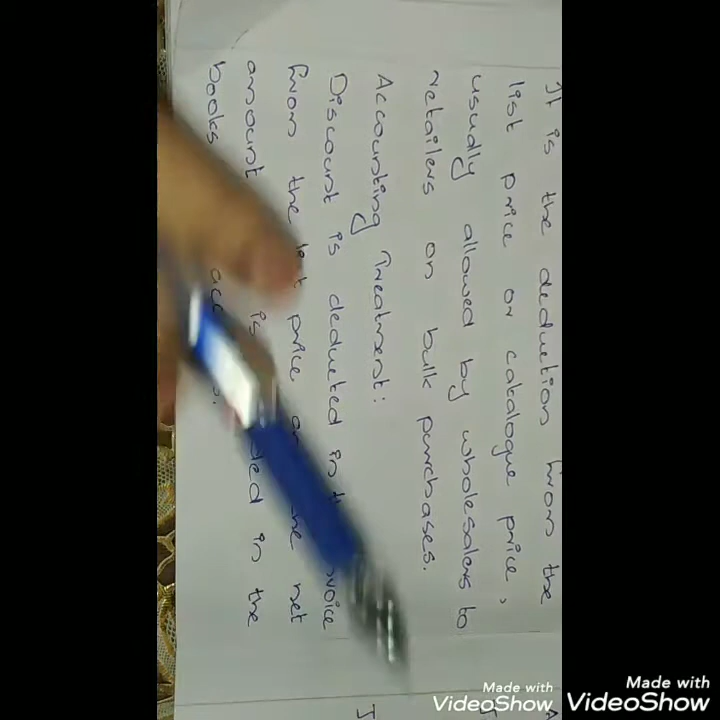 It is the deduction from the
list price or catalogue price,
usually allowed by wholesalers to
retailers on bulk purchases.
Accounting Treatment:
Discount is deducted in
from the price net
amount is in the
books
Made with
VideoShow
Made with
VideoShow